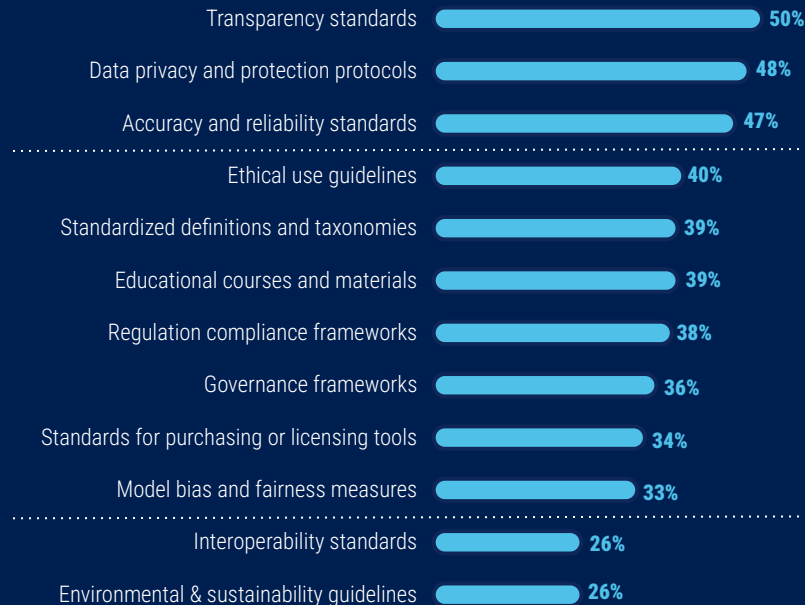 Transparency standards 50%
Data privacy and protection protocols 48%
Accuracy and reliability standards 47%
Ethical use guidelines 40%
Standardized definitions and taxonomies 39%
Educational courses and materials 39%
Regulation compliance frameworks 38%
Governance frameworks 36%
Standards for purchasing or licensing tools 34%
Model bias and fairness measures 33%
Interoperability standards 26%
Environmental & sustainability guidelines 26%